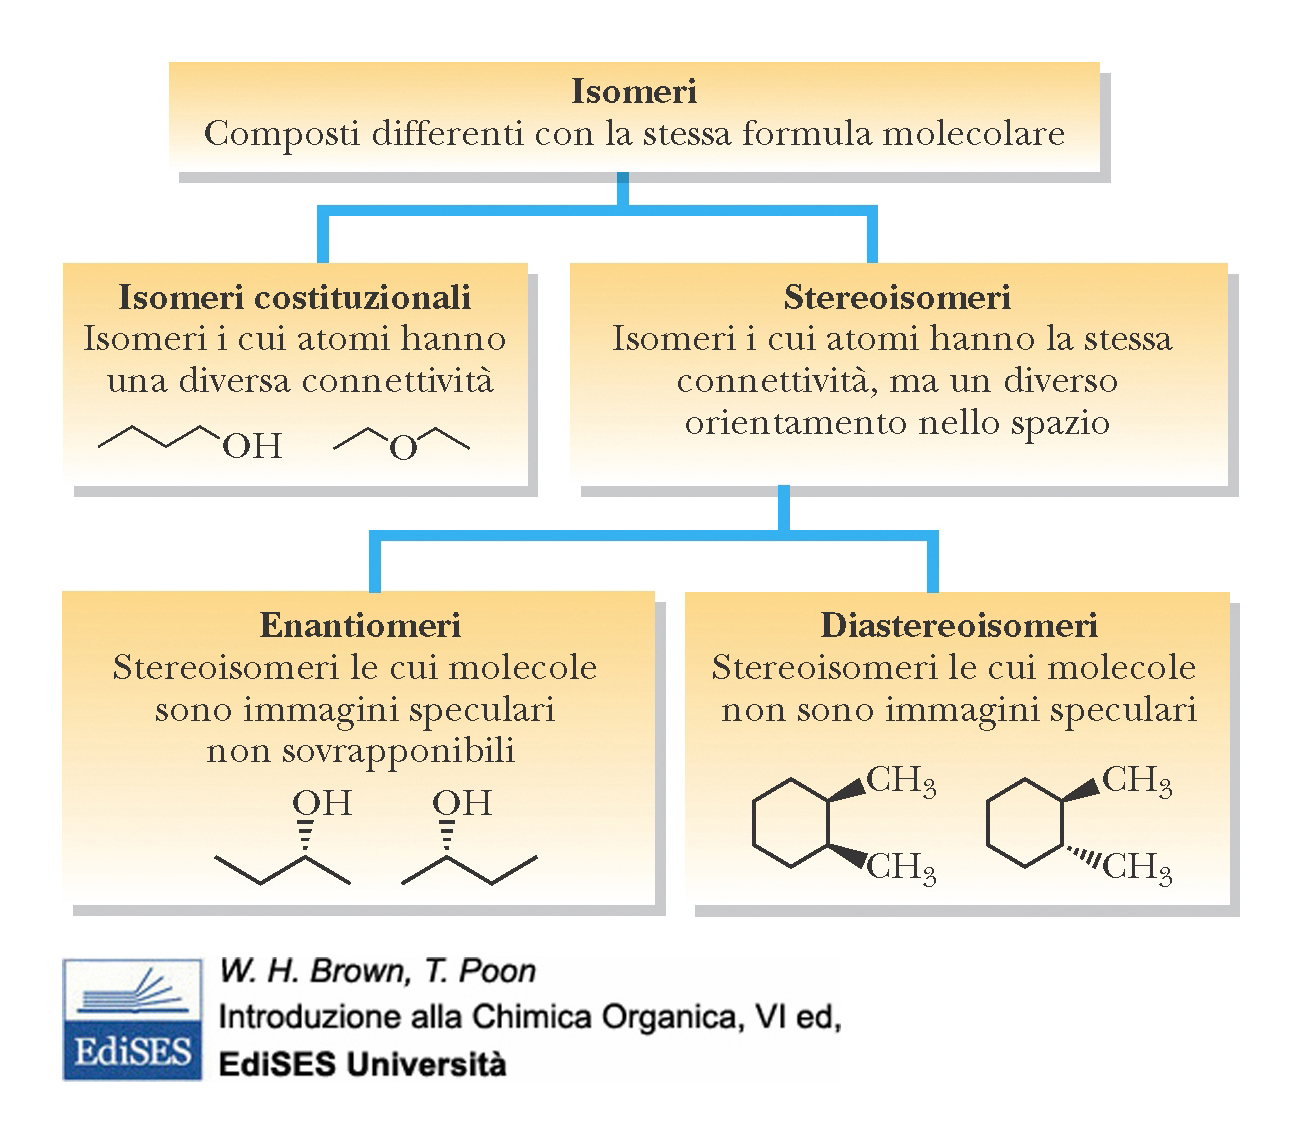 Isomeri
Composti differenti con la stessa formula molecolare
Isomeri costituzionali
Isomeri i cui atomi hanno
una diversa connettività
OH
O
Stereoisomeri
Isomeri i cui atomi hanno la stessa
connettività, ma un diverso
orientamento nello spazio
Enantiomeri
Stereoisomeri le cui molecole
sono immagini speculari
non sovrapponibili
OH OH
Diastereoisomeri
Stereoisomeri le cui molecole
non sono immagini speculari
CH₃ CH₃
CH₃ CH₃
EdiSES
W. H. Brown, T. Poon
Introduzione alla Chimica Organica, VI ed,
EdiSES Università